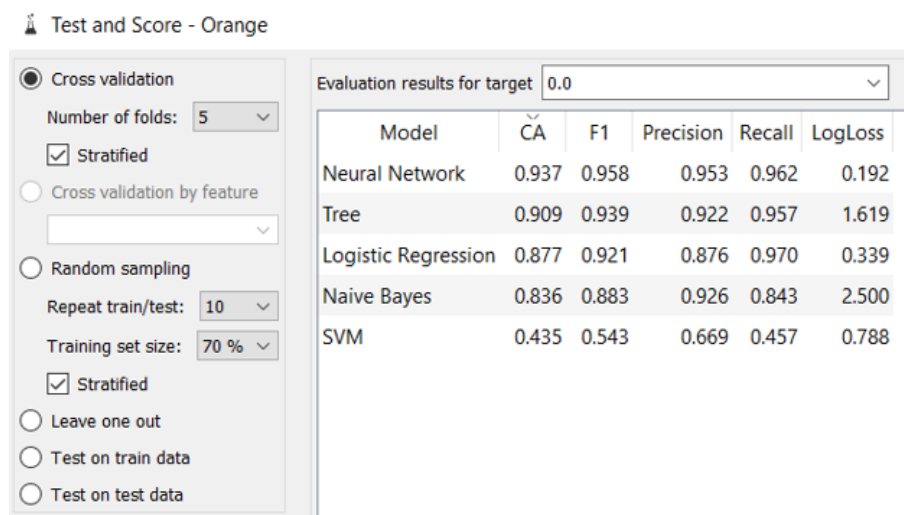 Test and Score - Orange
Cross validation
Number of folds: 5
Stratified
Cross validation by feature
Random sampling
Repeat train/test: 10
Training set size: 70 %
Stratified
Leave one out
Test on train data
Test on test data
Evaluation results for target 0.0
Model CA F1 Precision Recall LogLoss
Neural Network 0.937 0.958 0.953 0.962 0.192
Tree 0.909 0.939 0.922 0.957 1.619
Logistic Regression 0.877 0.921 0.876 0.970 0.339
Naive Bayes 0.836 0.883 0.926 0.843 2.500
SVM 0.435 0.543 0.669 0.457 0.788